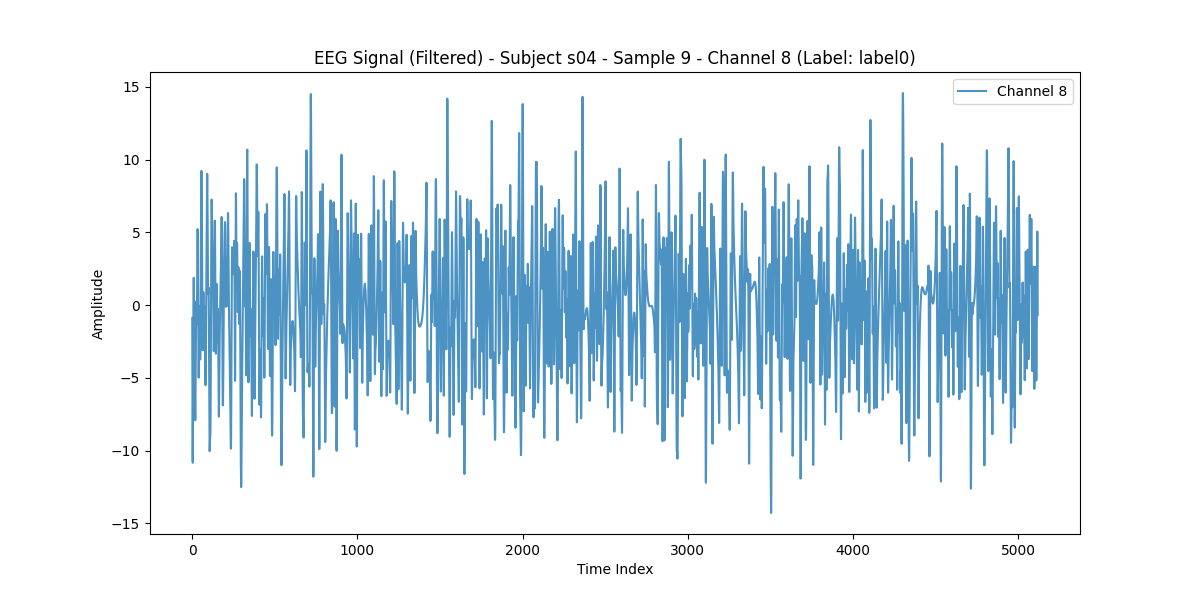 EEG Signal (Filtered) - Subject s04 - Sample 9 - Channel 8 (Label: label0)
Channel 8
15
10
5
0
−5
−10
−15
Amplitude
0 1000 2000 3000 4000 5000
Time Index